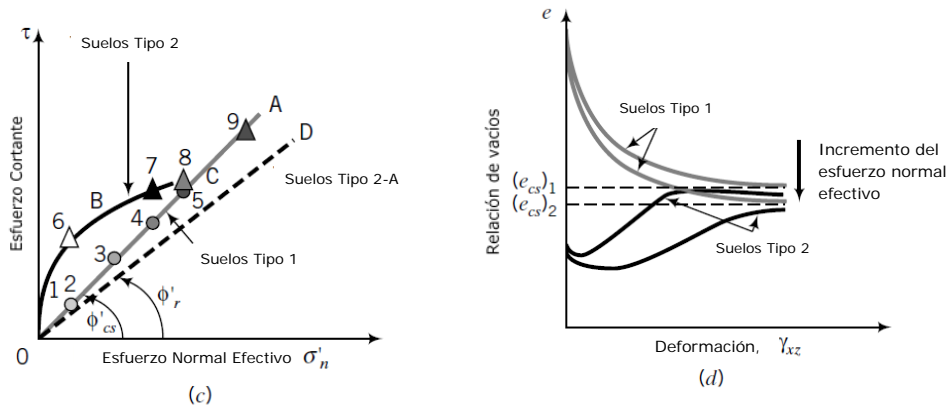 τ
Suelos Tipo 2
Esfuerzo Cortante
9
A
D
7
8
C
B
5
Suelos Tipo 2-A
6
4
3
Suelos Tipo 1
1 2
ϕ'cs
ϕ'r
0
Esfuerzo Normal Efectivo σ'n
(c)
e
Relación de vacíos
Suelos Tipo 1
(ecs)1
(ecs)2
Suelos Tipo 2
Incremento del
esfuerzo normal
efectivo
Deformación, γxz
(d)